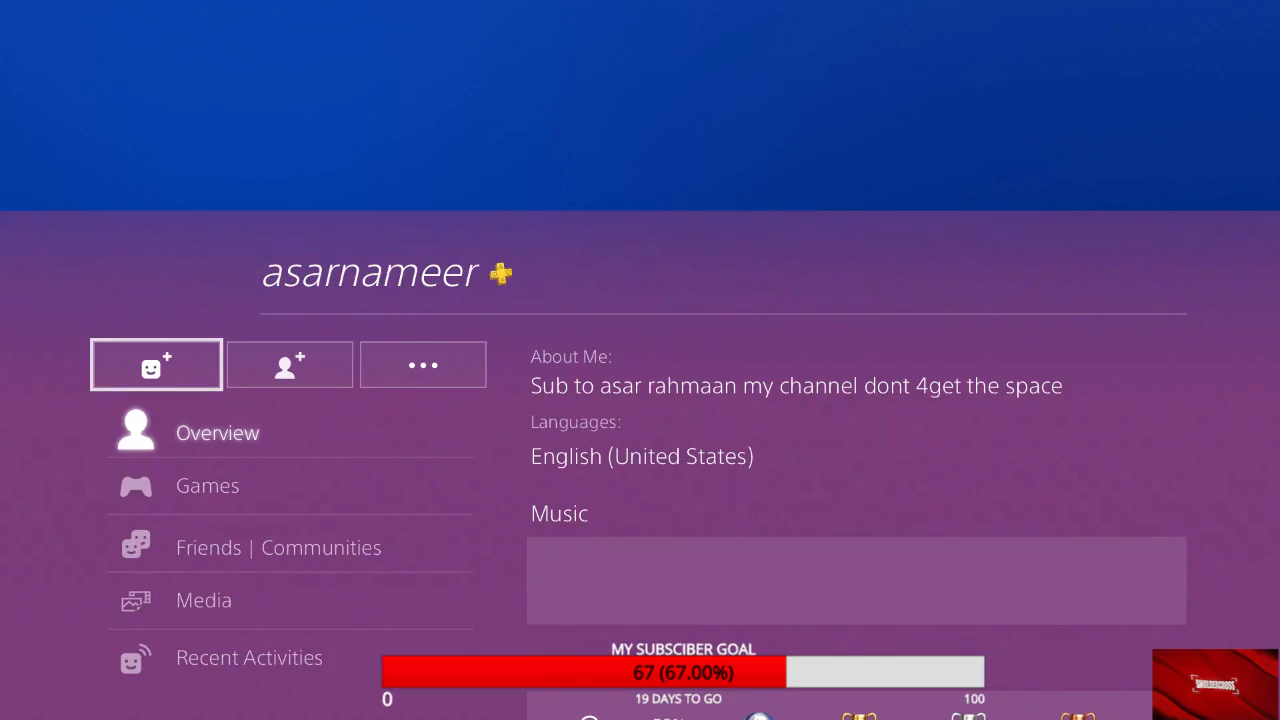 asarnameer
About Me:
Sub to asar rahmaan my channel dont 4get the space
Languages:
English (United States)
Overview
Games
Music
Friends | Communities
Media
Recent Activities
MY SUBSCIBER GOAL
67 (67.00%)
0
19 DAYS TO GO
100